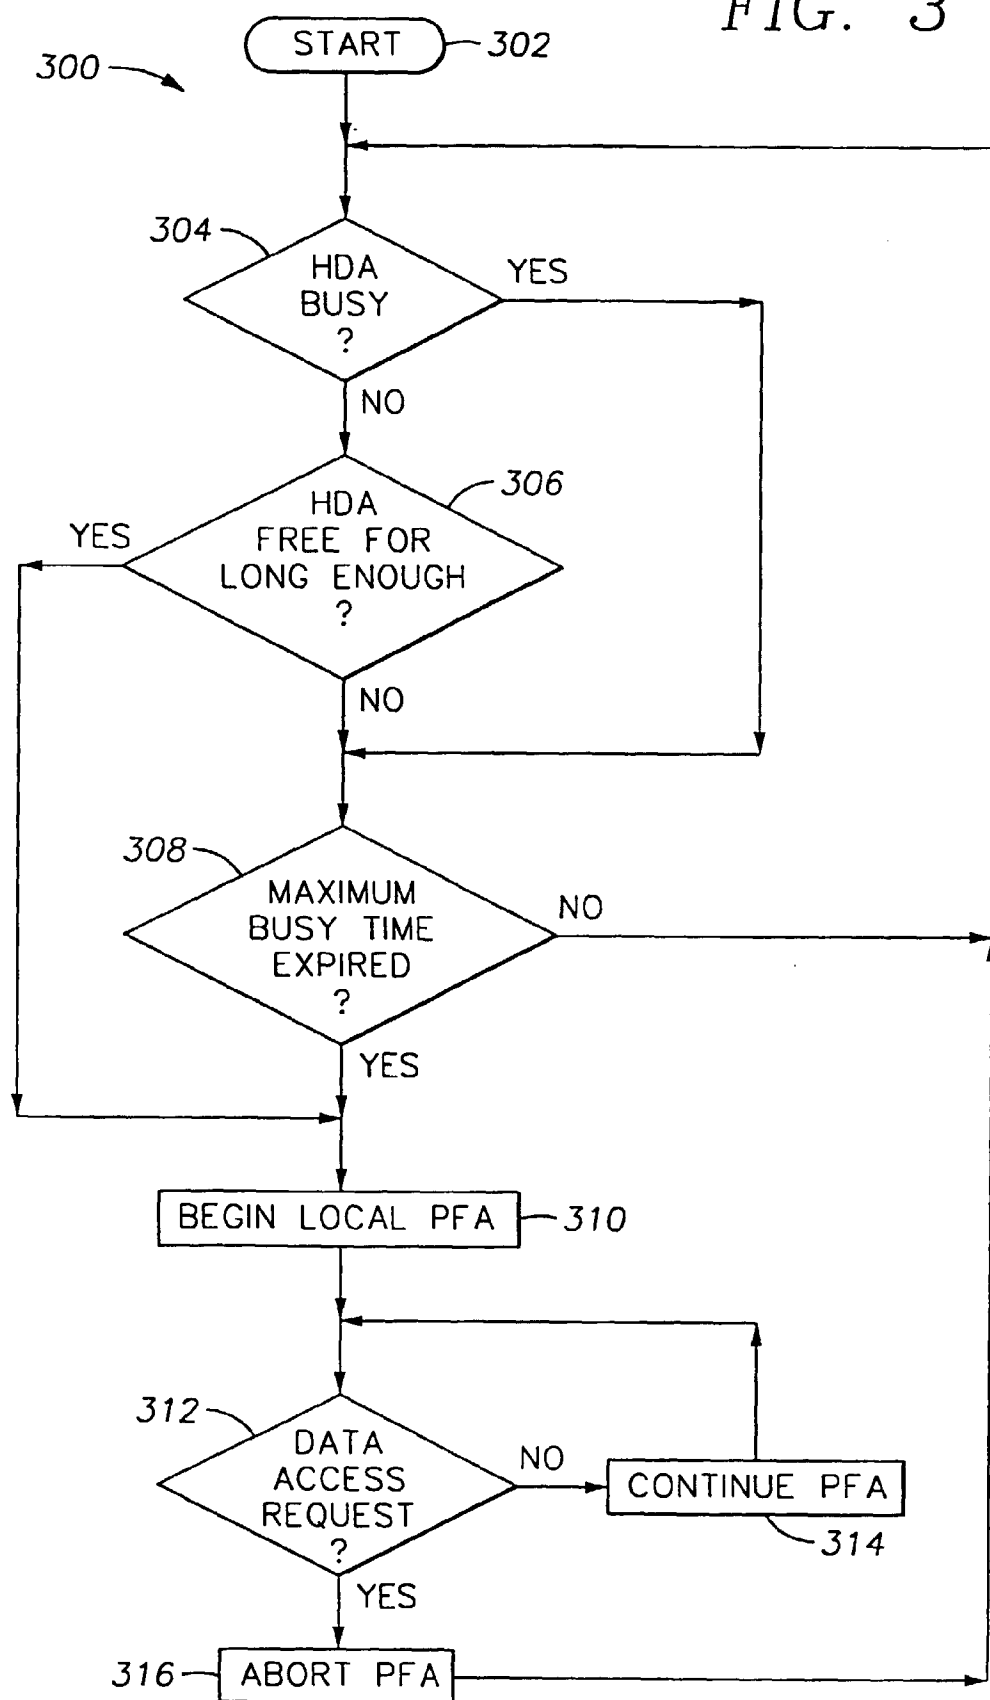 FIG. 3
START
302
300
304
HDA
BUSY
?
YES
NO
306
HDA
FREE FOR
LONG ENOUGH
?
YES
NO
308
MAXIMUM
BUSY TIME
EXPIRED
?
NO
YES
BEGIN LOCAL PFA
310
312
DATA
ACCESS
REQUEST
?
NO
CONTINUE PFA
314
YES
316
ABORT PFA